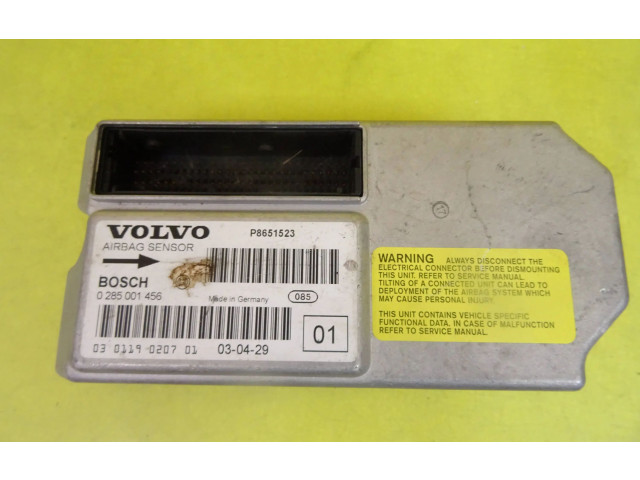 VOLVO
P8651523
AIRBAG SENSOR
BOSCH
0 285 001 456
Made in Germany
085
01
03 0119 0207 01
03-04-29
WARNING ALWAYS DISCONNECT THE
ELECTRICAL CONNECTOR BEFORE DISMOUNTING
THIS UNIT. REFER TO SERVICE MANUAL.
TILTING OF A CONNECTED UNIT CAN LEAD TO
DEPLOYMENT OF THE AIRBAG SYSTEM WHICH
MAY CAUSE PERSONAL INJURY.
THIS UNIT CONTAINS VEHICLE SPECIFIC
FUNCTIONAL DATA. IN CASE OF MALFUNCTION
REFER TO SERVICE MANUAL.